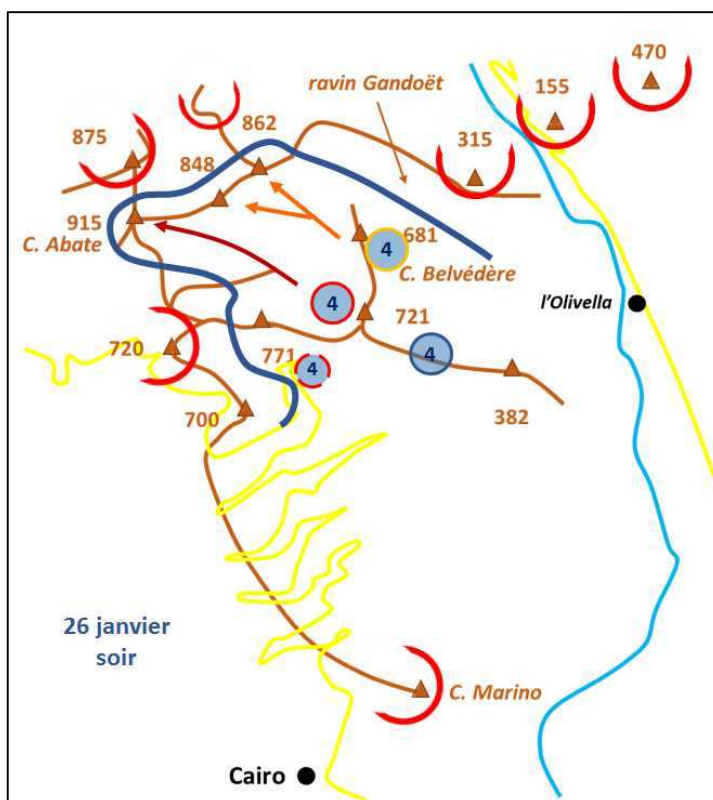 470
ravin Gandoët
155
862
875
315
848
915
C. Abate
681
4
C. Belvédère
4
l'Olivella
721
720
4
771
4
382
700
26 janvier
soir
C. Marino
Cairo